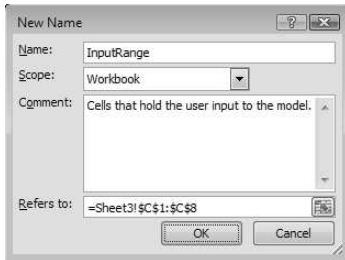 New Name
Name: InputRange
Scope: Workbook
Comment: Cells that hold the user input to the model.
Refers to: =Sheet3!$C$1:$C$8
OK Cancel